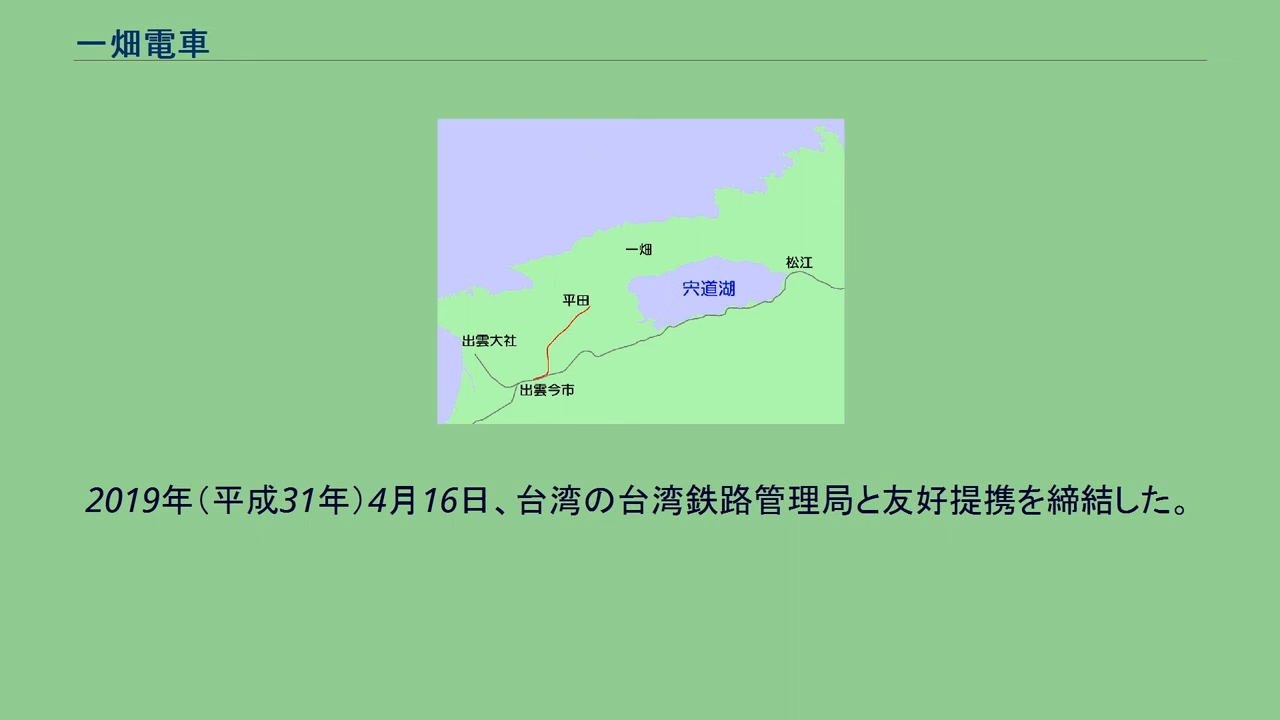 一畑電車
一畑
松江
宍道湖
平田
出雲大社
出雲今市
2019年（平成31年）4月16日、台湾の台湾鉄路管理局と友好提携を締結した。